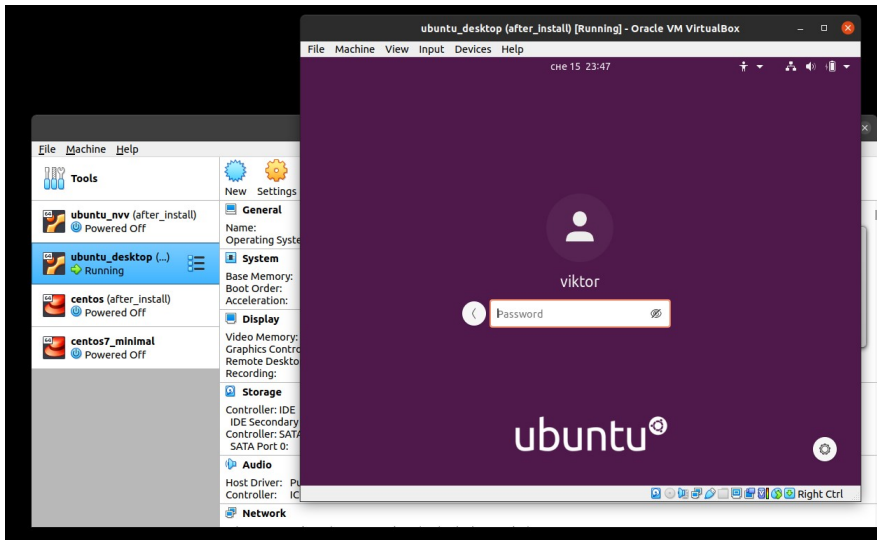 ubuntu_desktop (after_install) [Running] - Oracle VM VirtualBox
File Machine View Input Devices Help
сне 15 23:47
viktor
Password
ubuntu
Right Ctrl
File Machine Help
Tools
New Settings
ubuntu_nvv (after_install)
Powered Off
ubuntu_desktop (...)
Running
centos (after_install)
Powered Off
centos7_minimal
Powered Off
General
Name:
Operating Syste
System
Base Memory:
Boot Order:
Acceleration:
Display
Video Memory:
Graphics Contro
Remote Deskto
Recording:
Storage
Controller: IDE
IDE Secondary
Controller: SATA
SATA Port 0:
Audio
Host Driver: Pu
Controller: IC
Network